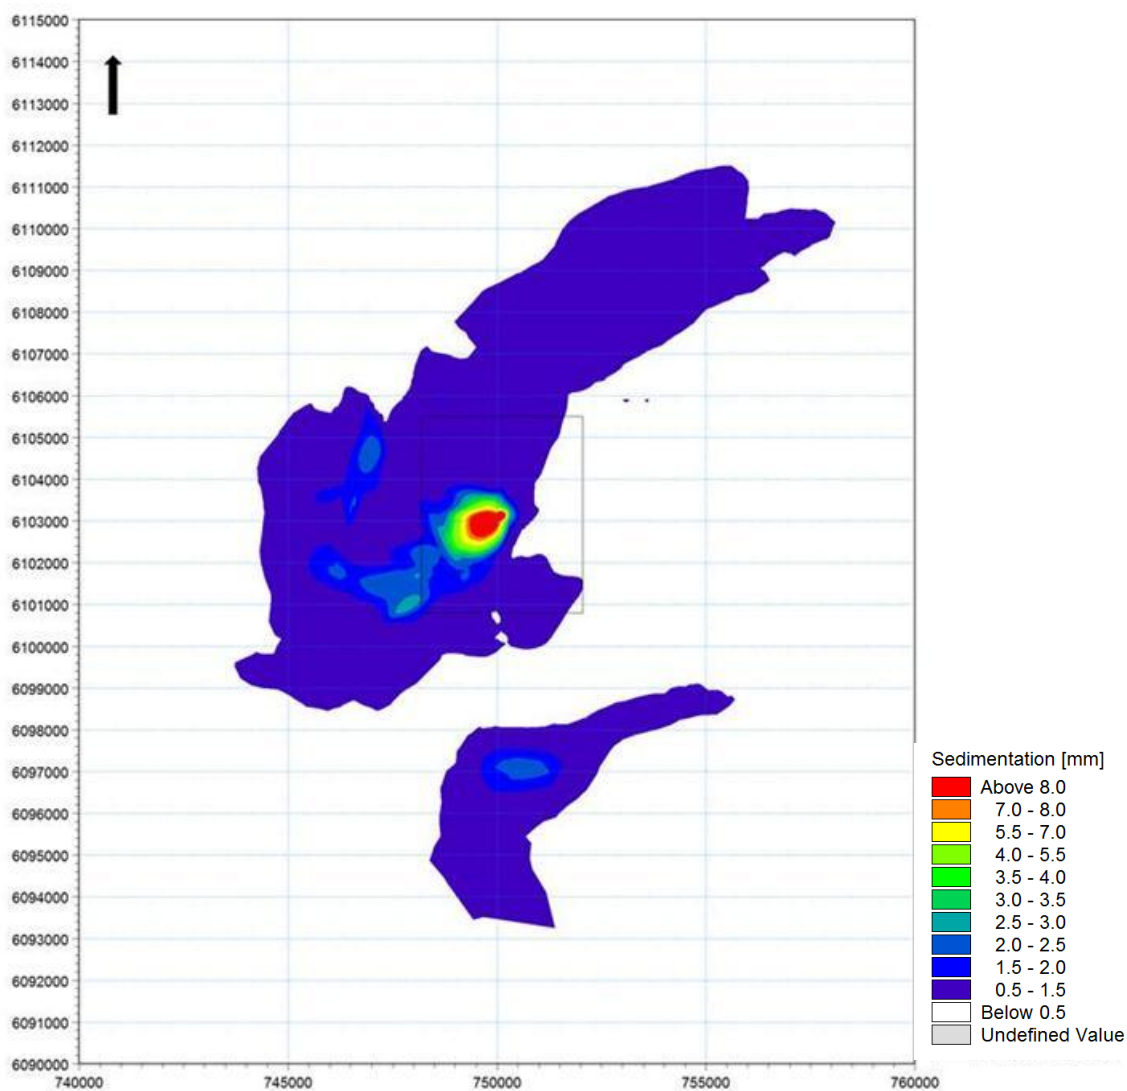 6115000
6114000
6113000
6112000
6111000
6110000
6109000
6108000
6107000
6106000
6105000
6104000
6103000
6102000
6101000
6100000
6099000
6098000
6097000
6096000
6095000
6094000
6093000
6092000
6091000
6090000
740000 745000 750000 755000 760000
Sedimentation [mm]
Above 8.0
7.0 - 8.0
5.5 - 7.0
4.0 - 5.5
3.5 - 4.0
3.0 - 3.5
2.5 - 3.0
2.0 - 2.5
1.5 - 2.0
0.5 - 1.5
Below 0.5
Undefined Value